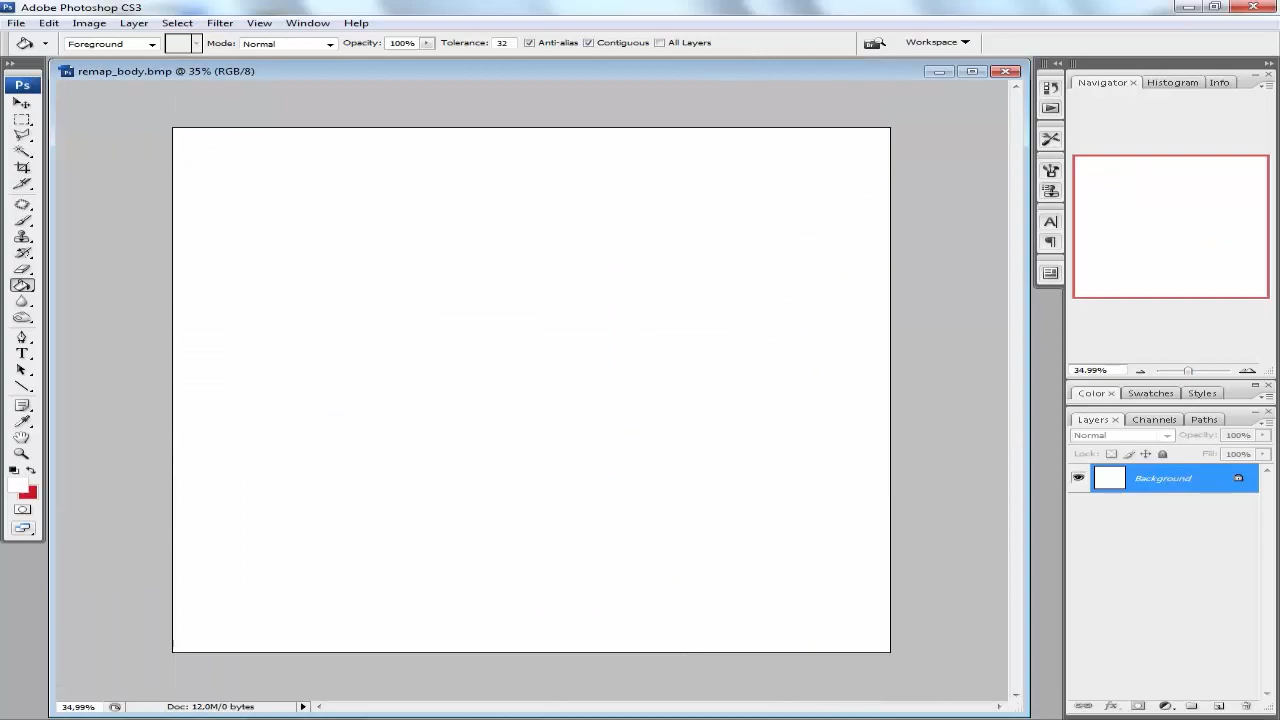 Adobe Photoshop CS3
File Edit Image Layer Select Filter View Window Help
Foreground Mode: Normal Opacity: 100% Tolerance: 32 Anti-alias Contiguous All Layers Workspace
remap_body.bmp @ 35% (RGB/8)
Ps
Navigator Histogram Info
34.99%
Color Swatches Styles
Layers Channels Paths
Normal Opacity: 100%
Lock: Fill: 100%
Background
34,99% Doc: 12,0M/0 bytes